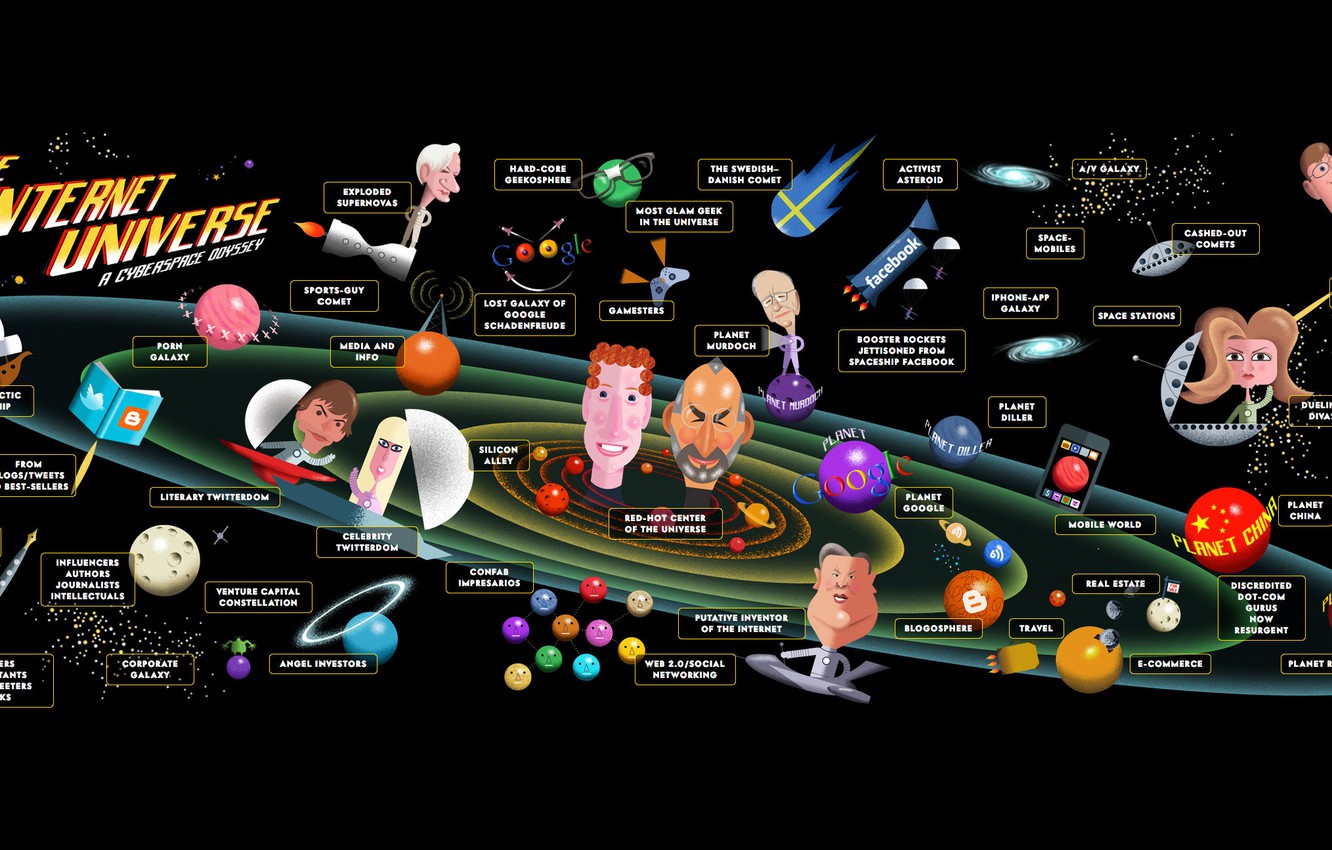 INTERNET
UNIVERSE
A CYBERSPACE ODYSSEY
EXPLODED
SUPERNOVAS
HARD-CORE
GEEKOSPHERE
MOST GLAM GEEK
IN THE UNIVERSE
THE SWEDISH–
DANISH COMET
ACTIVIST
ASTEROID
A/V GALAXY
SPACE-
MOBILES
CASHED-OUT
COMETS
Google
facebook
SPORTS-GUY
COMET
LOST GALAXY OF
GOOGLE
SCHADENFREUDE
GAMESTERS
PLANET
MURDOCH
PLANET MURDOCH
BOOSTER ROCKETS
JETTISONED FROM
SPACESHIP FACEBOOK
IPHONE-APP
GALAXY
SPACE STATIONS
PORN
GALAXY
MEDIA AND
INFO
PLANET
DILLER
PLANET DILLER
SILICON
ALLEY
PLANET
Google
PLANET
GOOGLE
FROM
BEST-SELLERS
LITERARY TWITTERDOM
CELEBRITY
TWITTERDOM
RED-HOT CENTER
OF THE UNIVERSE
MOBILE WORLD
PLANET CHINA
PLANET
CHINA
INFLUENCERS
AUTHORS
JOURNALISTS
INTELLECTUALS
VENTURE CAPITAL
CONSTELLATION
CONFAB
IMPRESARIOS
PUTATIVE INVENTOR
OF THE INTERNET
BLOGOSPHERE
TRAVEL
REAL ESTATE
DISCREDITED
DOT-COM
GURUS
NOW
RESURGENT
CORPORATE
GALAXY
ANGEL INVESTORS
WEB 2.0/SOCIAL
NETWORKING
E-COMMERCE
PLANET